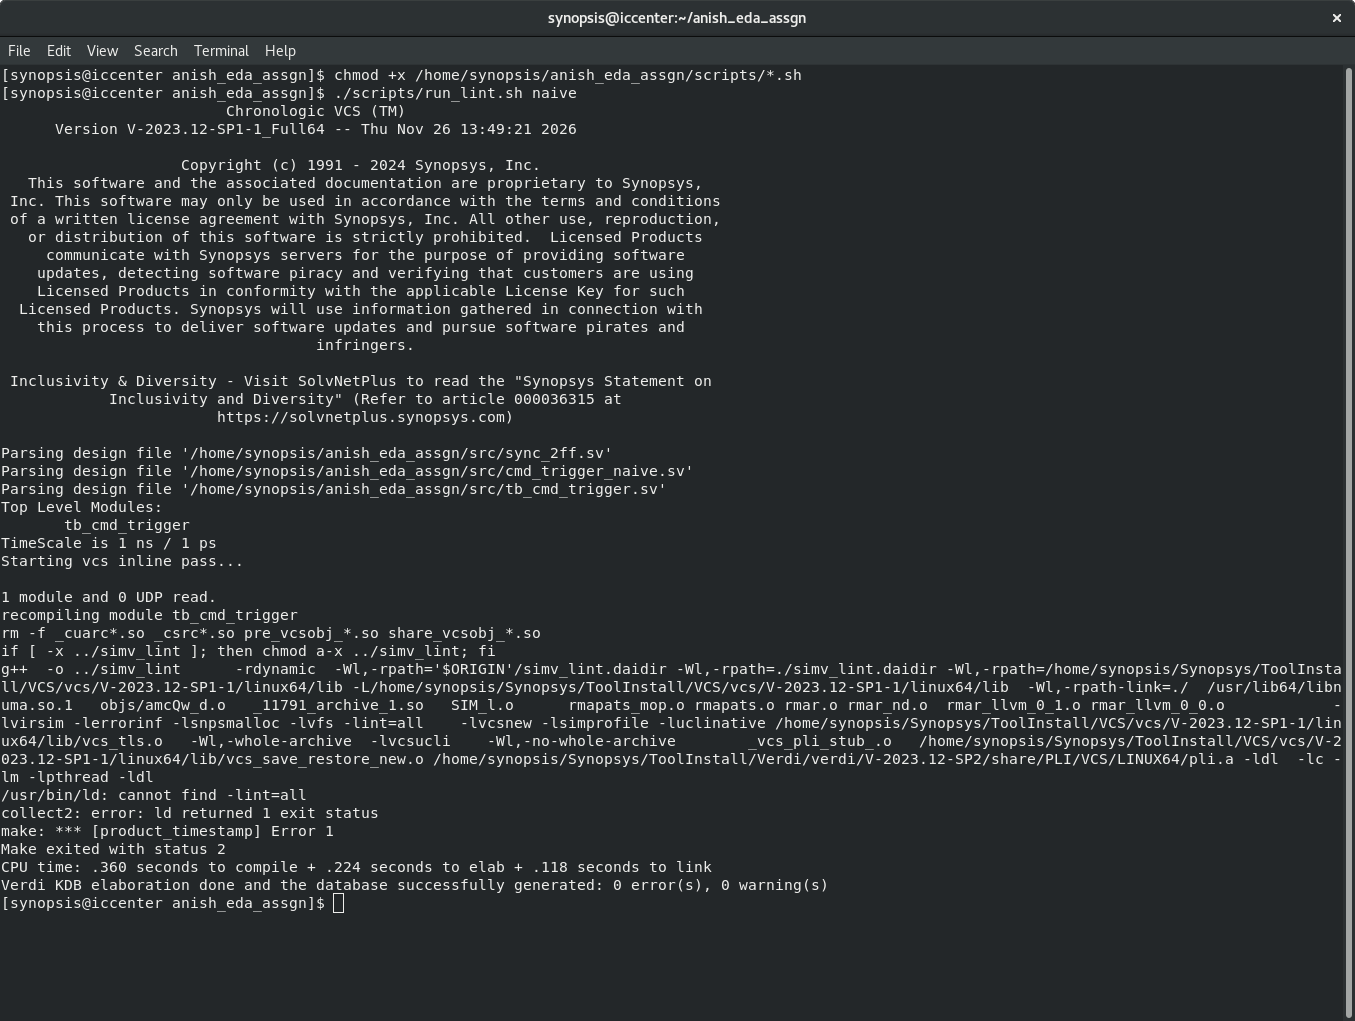 synopsis@iccenter:~/anish_eda_assgn
×
File Edit View Search Terminal Help
[synopsis@iccenter anish_eda_assgn]$ chmod +x /home/synopsis/anish_eda_assgn/scripts/*.sh
[synopsis@iccenter anish_eda_assgn]$ ./scripts/run_lint.sh naive
Chronologic VCS (TM)
Version V-2023.12-SP1-1_Full64 -- Thu Nov 26 13:49:21 2026
Copyright (c) 1991 - 2024 Synopsys, Inc.
This software and the associated documentation are proprietary to Synopsys,
Inc. This software may only be used in accordance with the terms and conditions
of a written license agreement with Synopsys, Inc. All other use, reproduction,
or distribution of this software is strictly prohibited.  Licensed Products
communicate with Synopsys servers for the purpose of providing software
updates, detecting software piracy and verifying that customers are using
Licensed Products in conformity with the applicable License Key for such
Licensed Products. Synopsys will use information gathered in connection with
this process to deliver software updates and pursue software pirates and
infringers.
Inclusivity & Diversity - Visit SolvNetPlus to read the "Synopsys Statement on
Inclusivity and Diversity" (Refer to article 000036315 at
https://solvnetplus.synopsys.com)
Parsing design file '/home/synopsis/anish_eda_assgn/src/sync_2ff.sv'
Parsing design file '/home/synopsis/anish_eda_assgn/src/cmd_trigger_naive.sv'
Parsing design file '/home/synopsis/anish_eda_assgn/src/tb_cmd_trigger.sv'
Top Level Modules:
tb_cmd_trigger
TimeScale is 1 ns / 1 ps
Starting vcs inline pass...
1 module and 0 UDP read.
recompiling module tb_cmd_trigger
rm -f _cuarc*.so _csrc*.so pre_vcsobj_*.so share_vcsobj_*.so
if [ -x ../simv_lint ]; then chmod a-x ../simv_lint; fi
g++  -o ../simv_lint      -rdynamic  -Wl,-rpath='$ORIGIN'/simv_lint.daidir -Wl,-rpath=./simv_lint.daidir -Wl,-rpath=/home/synopsis/Synopsys/ToolInsta
ll/VCS/vcs/V-2023.12-SP1-1/linux64/lib -L/home/synopsis/Synopsys/ToolInstall/VCS/vcs/V-2023.12-SP1-1/linux64/lib  -Wl,-rpath-link=./  /usr/lib64/libn
uma.so.1   objs/amcQw_d.o   _11791_archive_1.so   SIM_l.o      rmapats_mop.o rmapats.o rmar.o rmar_nd.o  rmar_llvm_0_1.o rmar_llvm_0_0.o            -
lvirsim -lerrorinf -lsnpsmalloc -lvfs -lint=all    -lvcsnew -lsimprofile -luclinative /home/synopsis/Synopsys/ToolInstall/VCS/vcs/V-2023.12-SP1-1/lin
ux64/lib/vcs_tls.o   -Wl,-whole-archive  -lvcsucli    -Wl,-no-whole-archive        _vcs_pli_stub_.o   /home/synopsis/Synopsys/ToolInstall/VCS/vcs/V-2
023.12-SP1-1/linux64/lib/vcs_save_restore_new.o /home/synopsis/Synopsys/ToolInstall/Verdi/verdi/V-2023.12-SP2/share/PLI/VCS/LINUX64/pli.a -ldl  -lc -
lm -lpthread -ldl
/usr/bin/ld: cannot find -lint=all
collect2: error: ld returned 1 exit status
make: *** [product_timestamp] Error 1
Make exited with status 2
CPU time: .360 seconds to compile + .224 seconds to elab + .118 seconds to link
Verdi KDB elaboration done and the database successfully generated: 0 error(s), 0 warning(s)
[synopsis@iccenter anish_eda_assgn]$